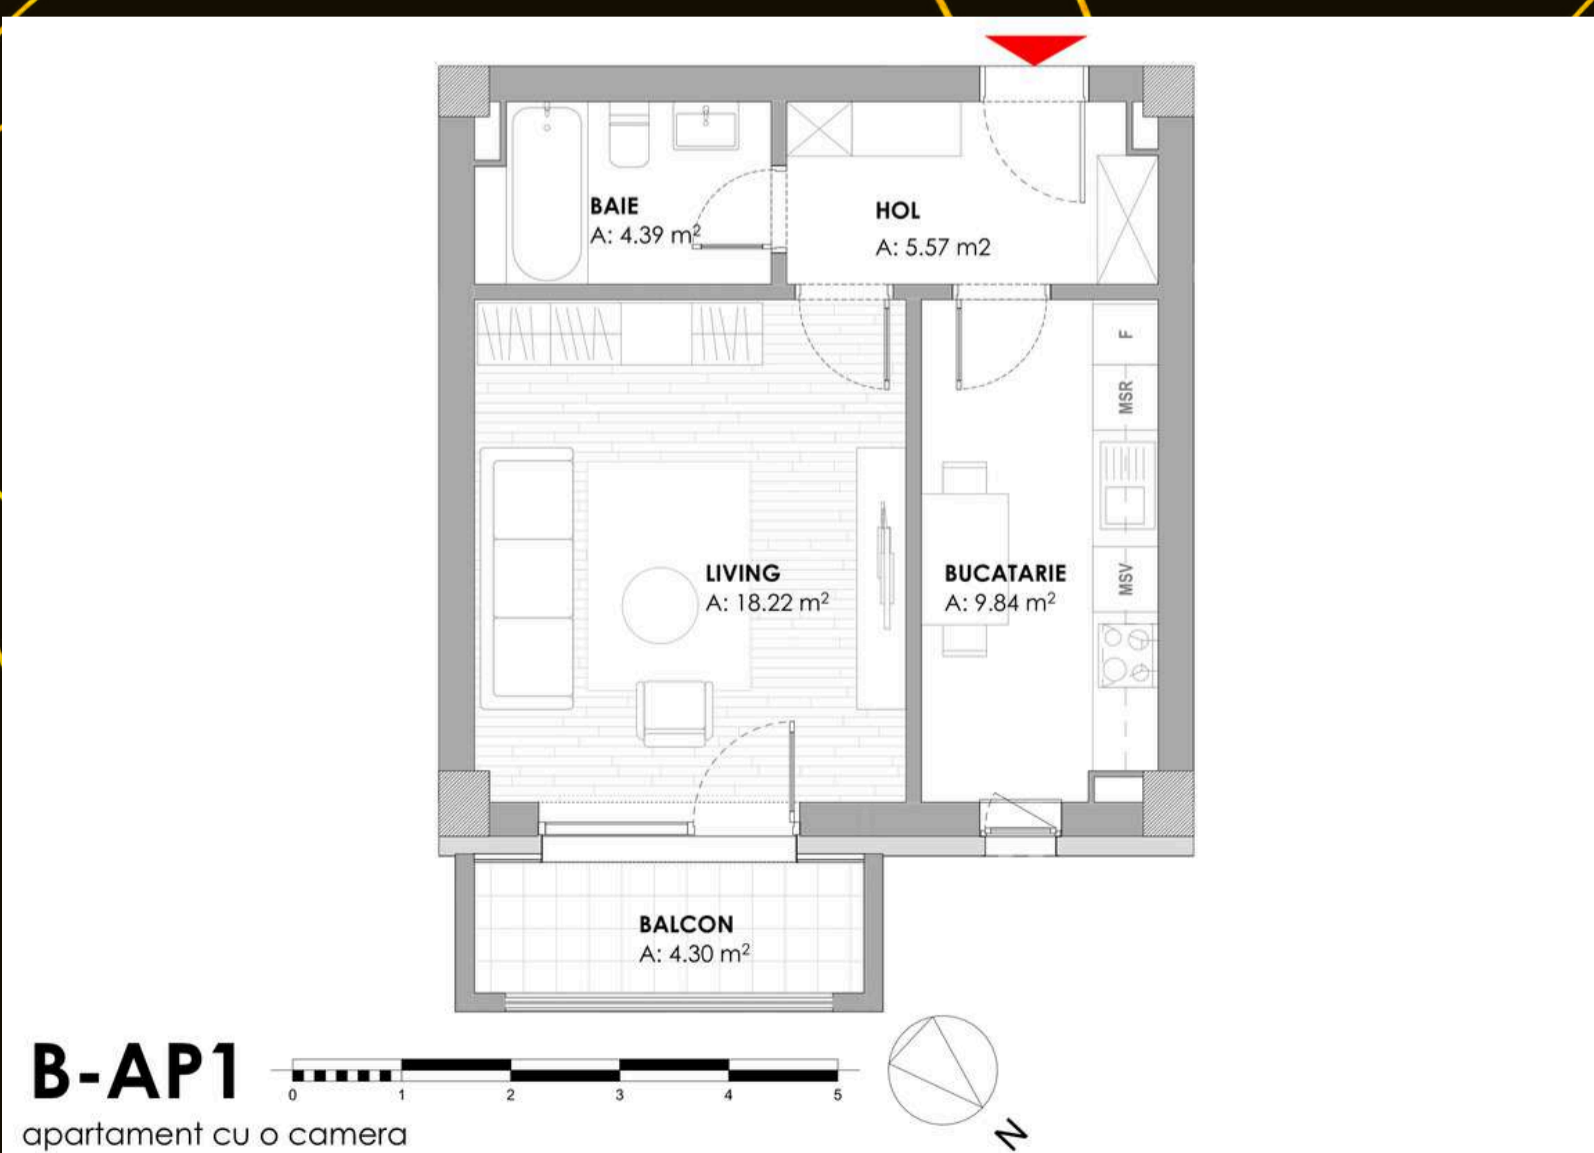 BAIE
A: 4.39 m²
HOL
A: 5.57 m2
F
MSR
LIVING
A: 18.22 m²
BUCATARIE
A: 9.84 m²
MSV
BALCON
A: 4.30 m²
B-AP1
0 1 2 3 4 5
N
apartament cu o camera